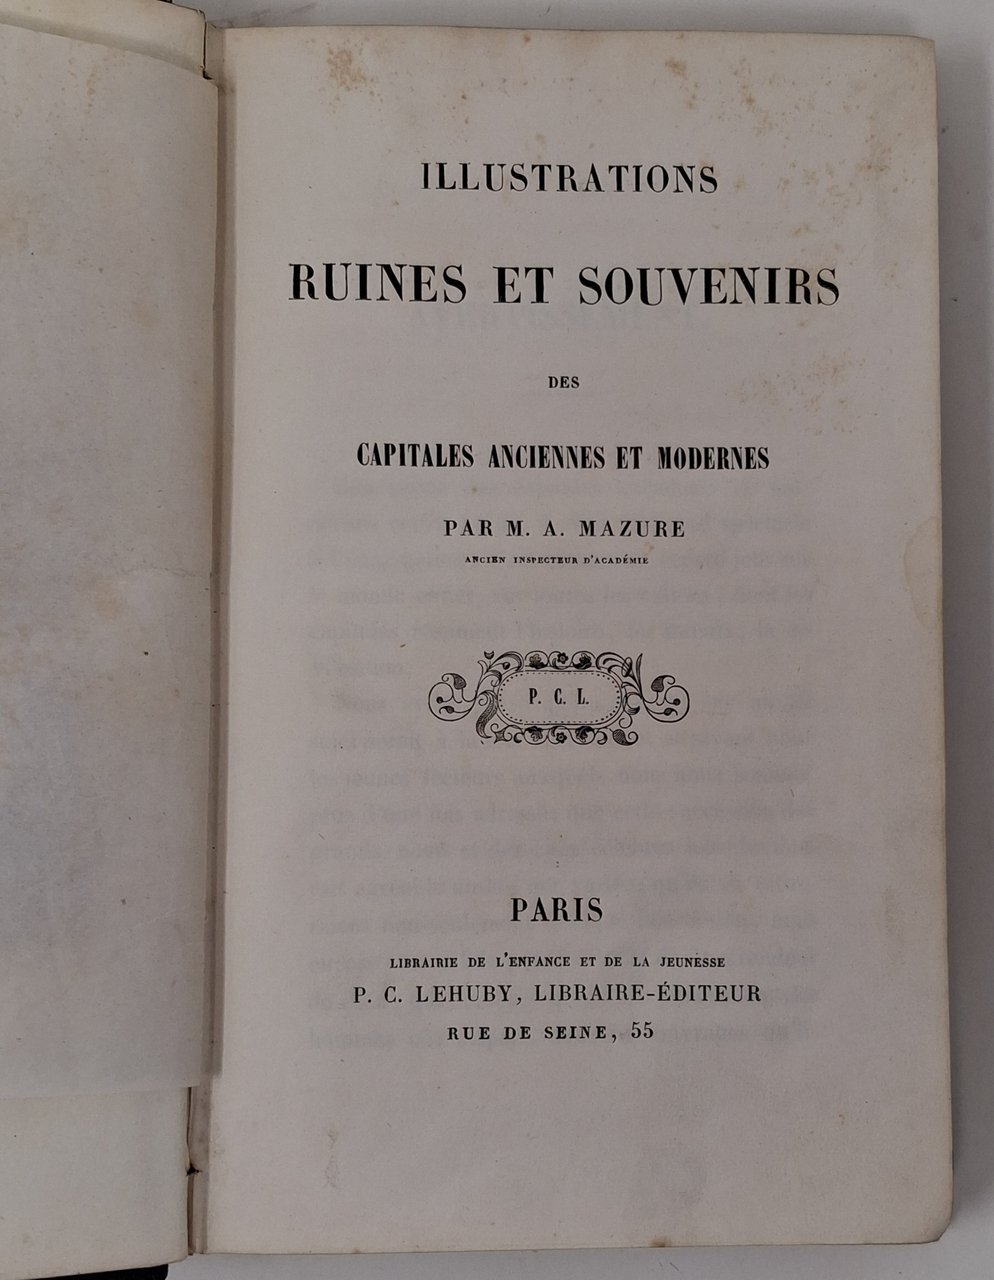 ILLUSTRATIONS
RUINES ET SOUVENIRS
DES
CAPITALES ANCIENNES ET MODERNES
PAR M. A. MAZURE
ANCIEN INSPECTEUR D'ACADÉMIE
P. C. L.
PARIS
LIBRAIRIE DE L'ENFANCE ET DE LA JEUNESSE
P. C. LEHUBY, LIBRAIRE-ÉDITEUR
RUE DE SEINE, 55